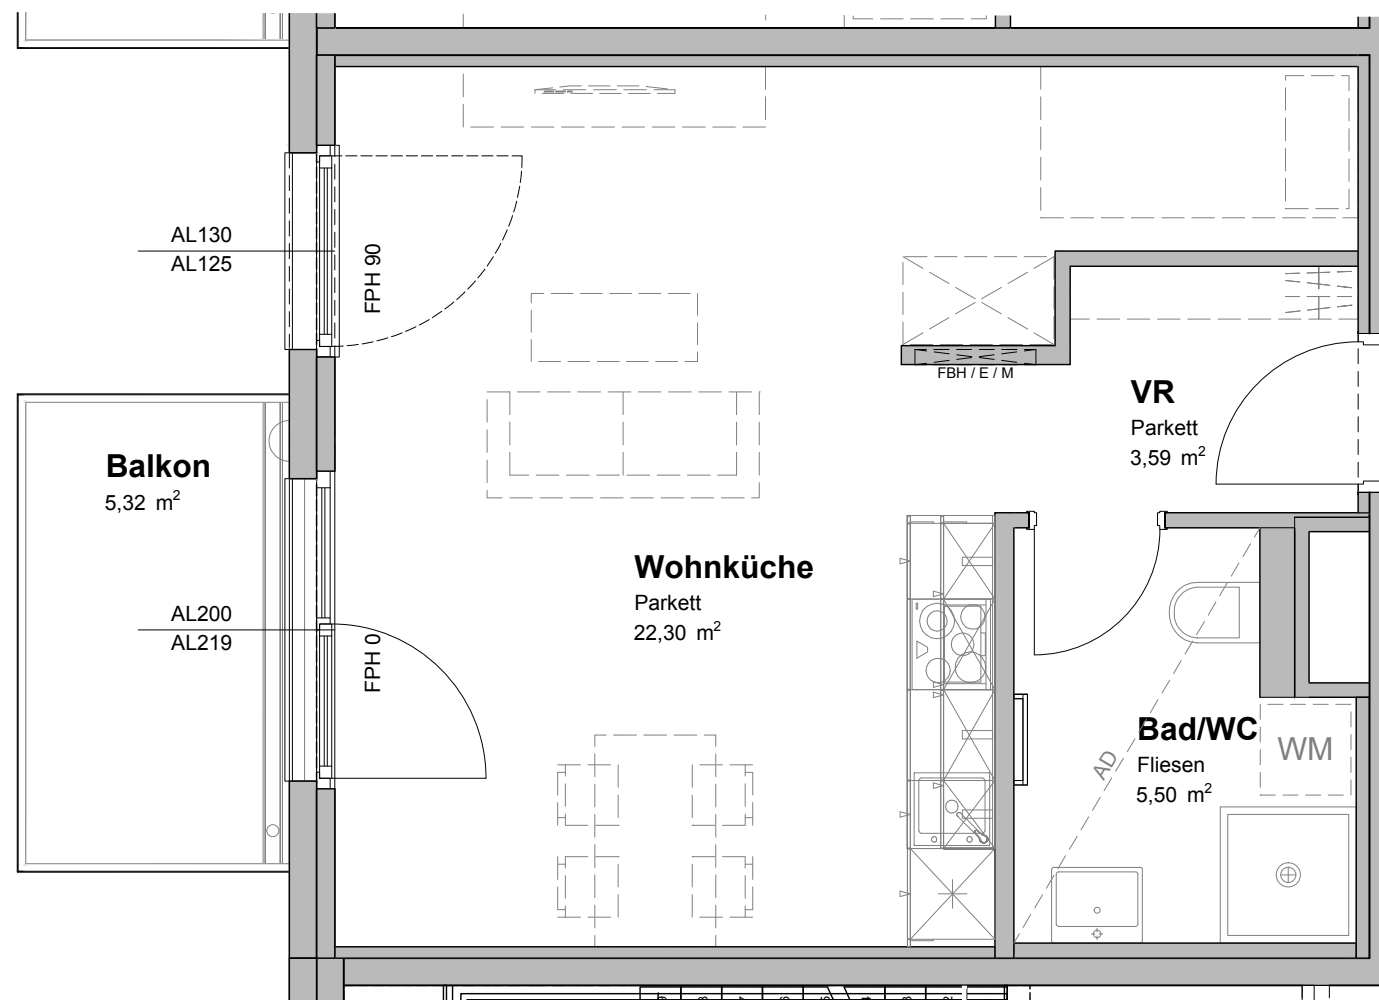 AL130
AL125
FPH 90
FBH / E / M
VR
Parkett
3,59 m²
Balkon
5,32 m²
Wohnküche
Parkett
22,30 m²
AL200
AL219
FPH 0
Bad/WC
Fliesen
5,50 m²
WM
AD